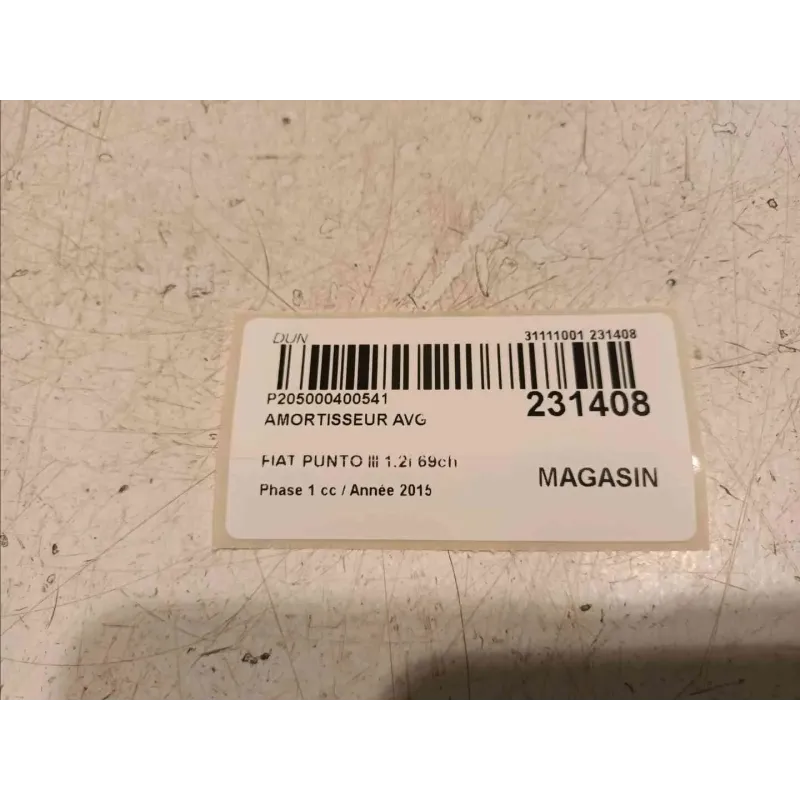 DUN 31111001 231408
P205000400541 231408
AMORTISSEUR AVG
FIAT PUNTO III 1.2i 69ch
MAGASIN
Phase 1 cc / Année 2015